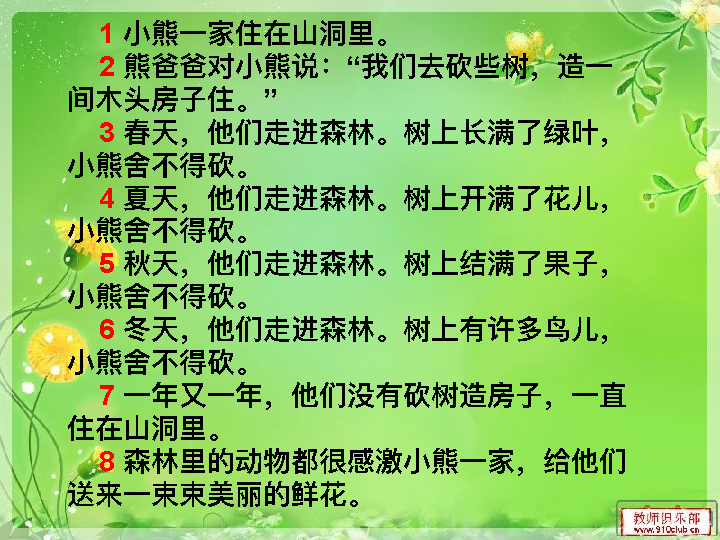 1 小熊一家住在山洞里。
2 熊爸爸对小熊说：“我们去砍些树，造一
间木头房子住。”
3 春天，他们走进森林。树上长满了绿叶，
小熊舍不得砍。
4 夏天，他们走进森林。树上开满了花儿，
小熊舍不得砍。
5 秋天，他们走进森林。树上结满了果子，
小熊舍不得砍。
6 冬天，他们走进森林。树上有许多鸟儿，
小熊舍不得砍。
7 一年又一年，他们没有砍树造房子，一直
住在山洞里。
8 森林里的动物都很感激小熊一家，给他们
送来一束束美丽的鲜花。
教师俱乐部
www.910club.cn